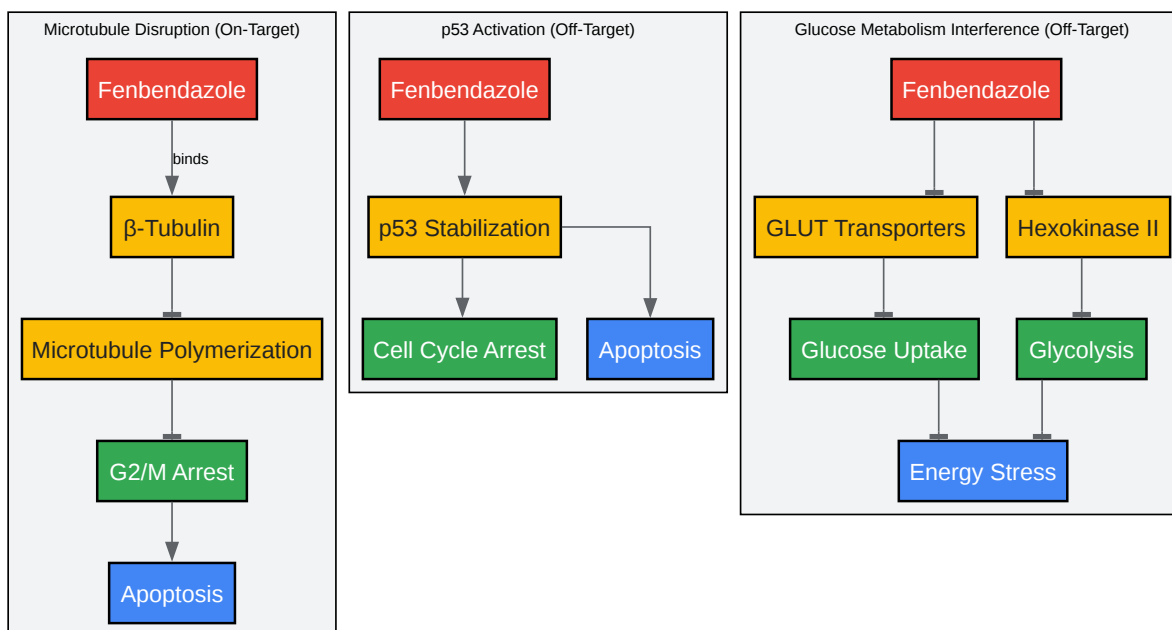 Microtubule Disruption (On-Target)
Fenbendazole
binds
β-Tubulin
Microtubule Polymerization
G2/M Arrest
Apoptosis
p53 Activation (Off-Target)
Fenbendazole
p53 Stabilization
Cell Cycle Arrest
Apoptosis
Glucose Metabolism Interference (Off-Target)
Fenbendazole
GLUT Transporters
Hexokinase II
Glucose Uptake
Glycolysis
Energy Stress